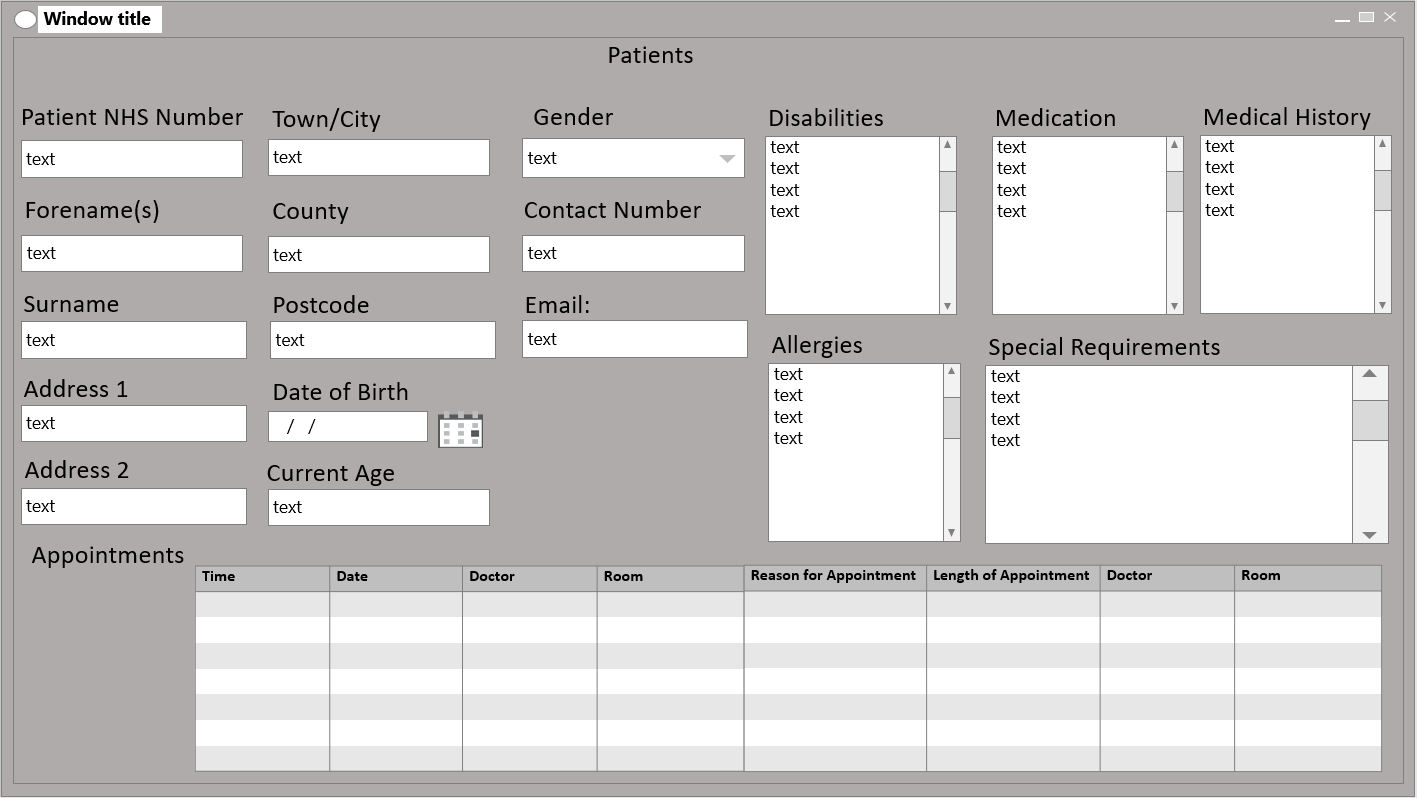 Window title
Patients
Patient NHS Number
text
Forename(s)
text
Surname
text
Address 1
text
Address 2
text
Town/City
text
County
text
Postcode
text
Date of Birth
/ /
Current Age
text
Gender
text
Contact Number
text
Email:
text
Disabilities
text
text
text
text
Medication
text
text
text
text
Medical History
text
text
text
text
Allergies
text
text
text
text
Special Requirements
text
text
text
text
Appointments
Time Date Doctor Room Reason for Appointment Length of Appointment Doctor Room